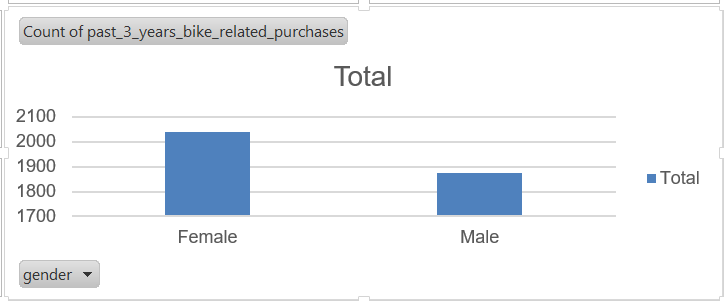 Count of past_3_years_bike_related_purchases
Total
2100
2000
1900
1800
1700
Female
Male
Total
gender